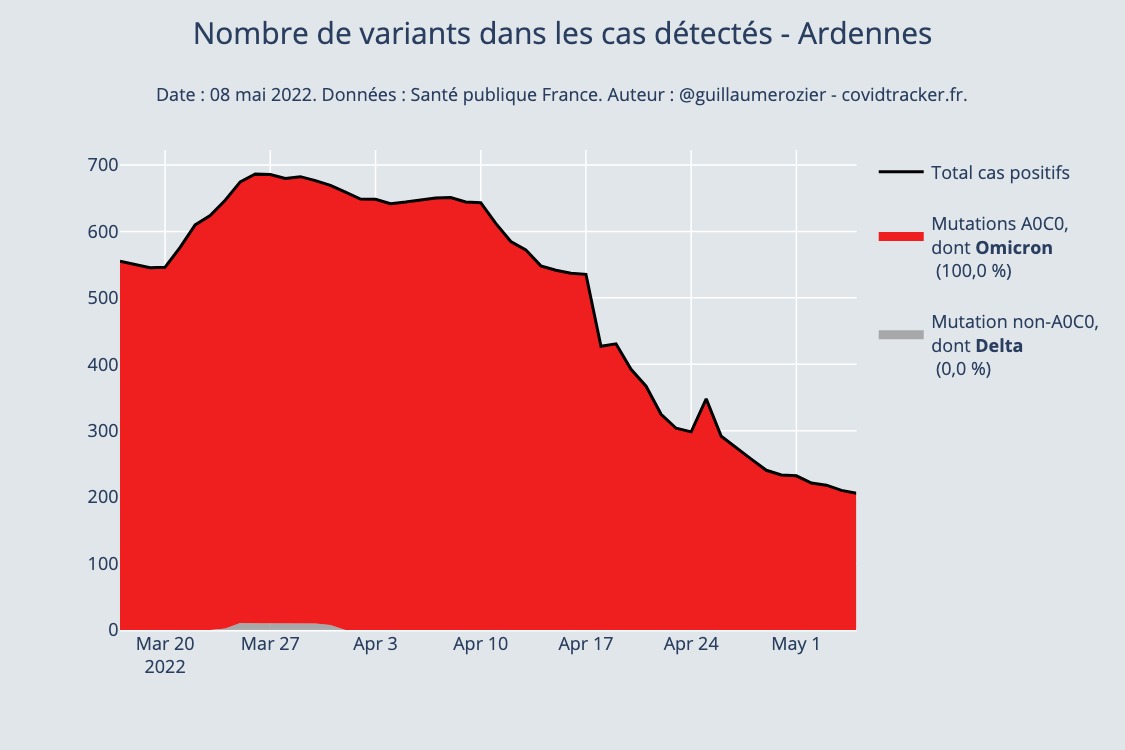 Nombre de variants dans les cas détectés - Ardennes
Date : 08 mai 2022. Données : Santé publique France. Auteur : @guillaumerozier - covidtracker.fr.
700
600
500
400
300
200
100
0
Mar 20
2022
Mar 27
Apr 3
Apr 10
Apr 17
Apr 24
May 1
Total cas positifs
Mutations A0C0,
dont Omicron
(100,0 %)
Mutation non-A0C0,
dont Delta
(0,0 %)